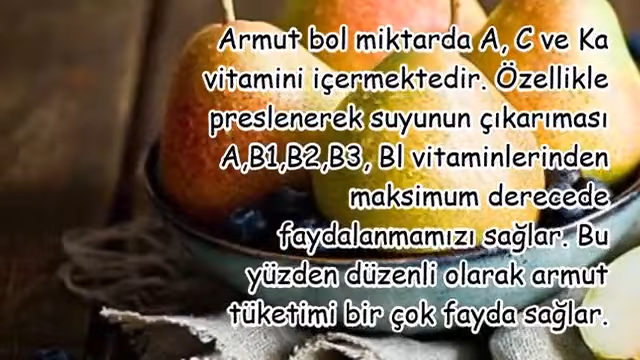 Armut bol miktarda A, C ve Ka
vitamini içermektedir. Özellikle
preslenerek suyunun çıkarıması
A,B1,B2,B3, Bl vitaminlerinden
maksimum derecede
faydalanmamızı sağlar. Bu
yüzden düzenli olarak armut
tüketimi bir çok fayda sağlar.